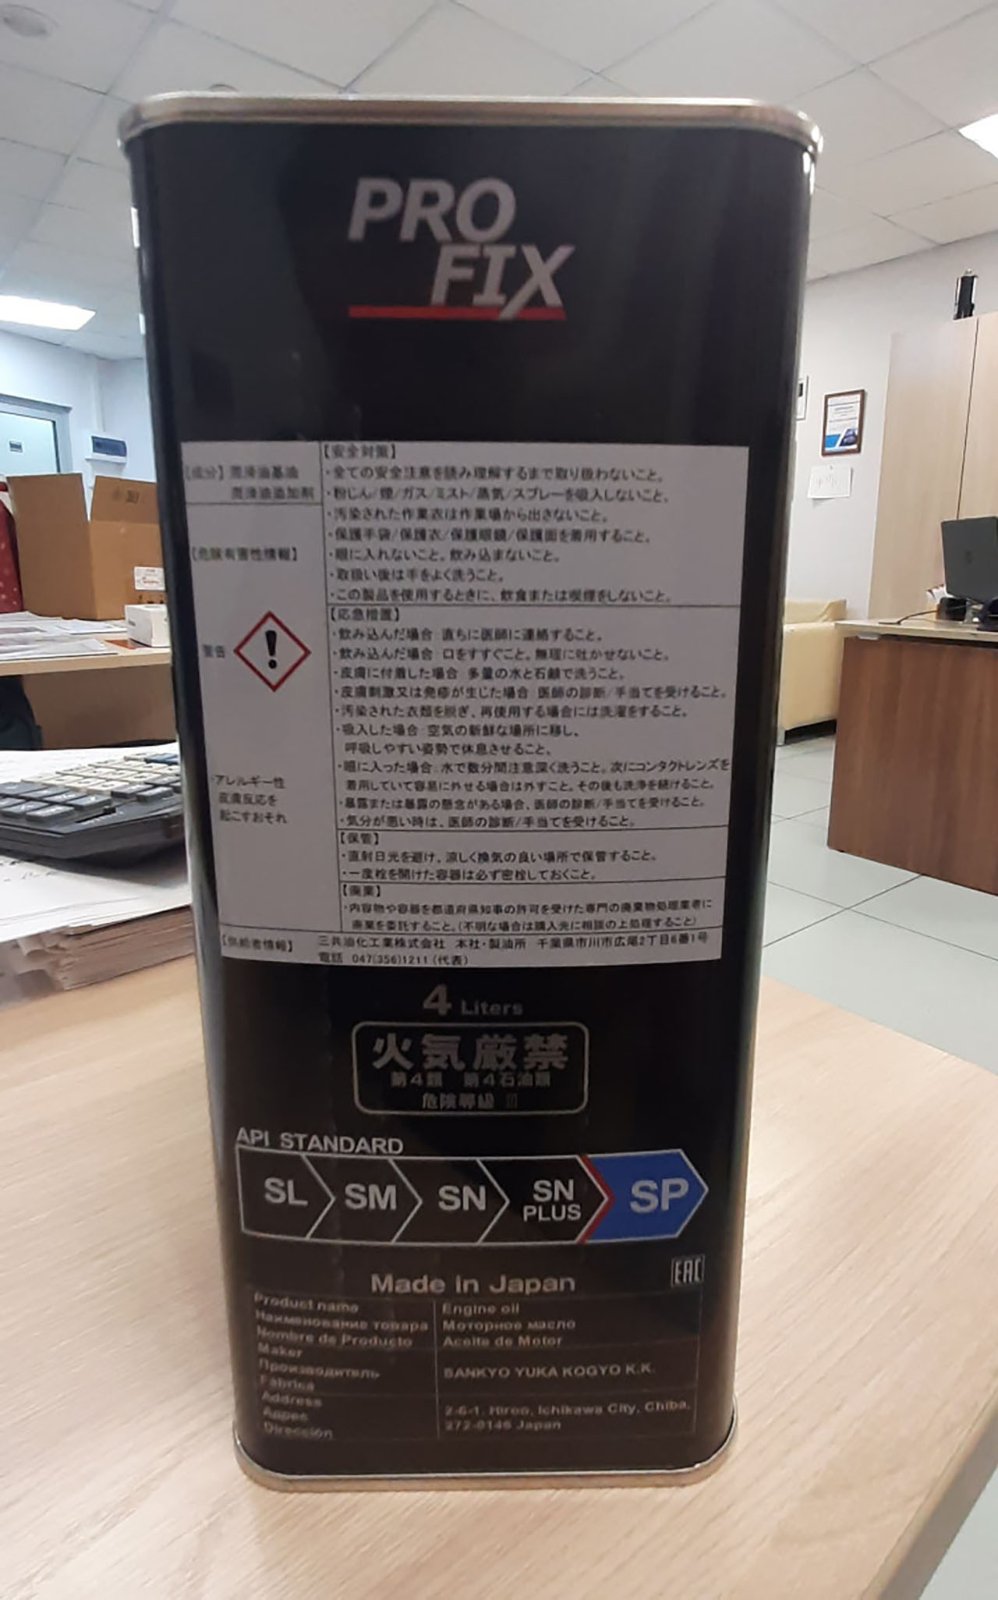 PRO
FIX
【成分】 潤滑油基油
潤滑油添加剤
【危険有害性情報】
警告
・アレルギー性
皮膚反応を
起こすおそれ
【安全対策】
・全ての安全注意を読み理解するまで取り扱わないこと。
・粉じん/煙/ガス/ミスト/蒸気/スプレーを吸入しないこと。
・汚染された作業衣は作業場から出さないこと。
・保護手袋/保護衣/保護眼鏡/保護面を着用すること。
・眼に入れないこと。飲み込まないこと。
・取扱い後は手をよく洗うこと。
・この製品を使用するときに、飲食または喫煙をしないこと。
【応急措置】
・飲み込んだ場合:直ちに医師に連絡すること。
・飲み込んだ場合:口をすすぐこと。無理に吐かせないこと。
・皮膚に付着した場合:多量の水と石鹸で洗うこと。
・皮膚刺激又は発疹が生じた場合:医師の診断/手当てを受けること。
・汚染された衣類を脱ぎ、再使用する場合には洗濯をすること。
・吸入した場合:空気の新鮮な場所に移し、
呼吸しやすい姿勢で休息させること。
・眼に入った場合:水で数分間注意深く洗うこと。次にコンタクトレンズを
着用していて容易に外せる場合は外すこと。その後も洗浄を続けること。
・暴露または暴露の懸念がある場合、医師の診断/手当てを受けること。
・気分が悪い時は、医師の診断/手当てを受けること。
【保管】
・直射日光を避け、涼しく換気の良い場所で保管すること。
・一度栓を開けた容器は必ず密栓しておくこと。
【廃棄】
・内容物や容器を都道府県知事の許可を受けた専門の廃棄物処理業者に
廃棄を委託すること。(不明な場合は購入先に相談の上処理すること)
【供給者情報】 三共油化工業株式会社 本社・製油所 千葉県市川市広尾2丁目6番1号
電話 047(356)1211(代表)
4 Liters
火気厳禁
第4類 第4石油類
危険等級 III
API STANDARD
SL SM SN SN PLUS SP
Made in Japan EAC
Product name Engine oil
Наименование товара Моторное масло
Nombre de Producto Aceite de Motor
Maker
Производитель SANKYO YUKA KOGYO K.K.
Fabrica
Address 2-6-1, Hiroo, Ichikawa City, Chiba,
Адрес 272-0146 Japan
Dirección